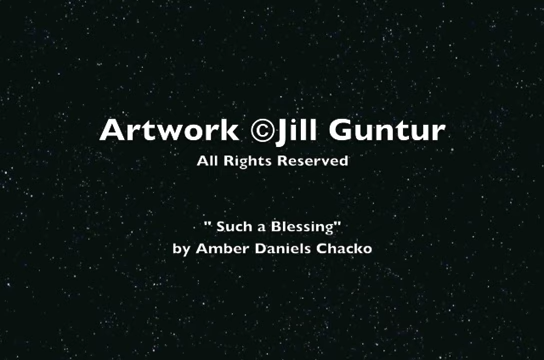 Artwork ©Jill Guntur
All Rights Reserved
" Such a Blessing"
by Amber Daniels Chacko